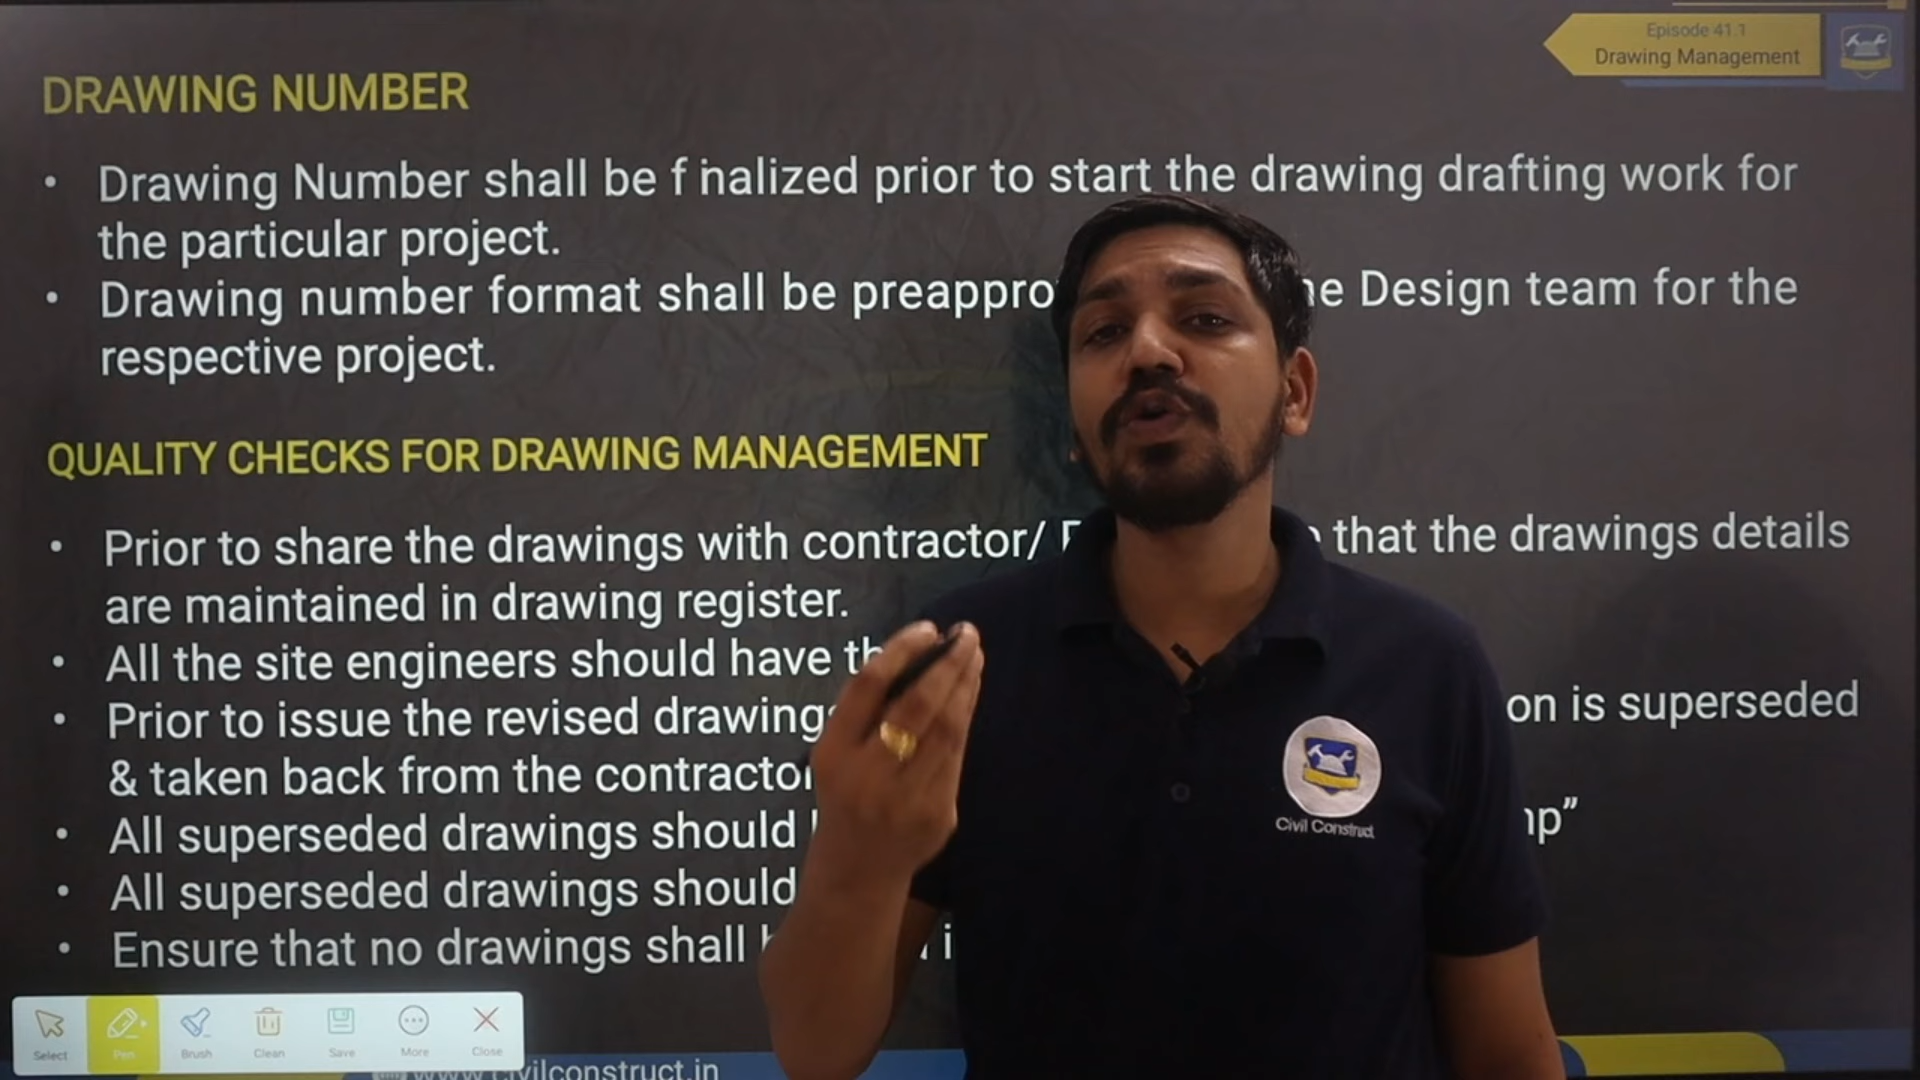 Episode 41.1
Drawing Management
DRAWING NUMBER
• Drawing Number shall be finalized prior to start the drawing drafting work for
the particular project.
• Drawing number format shall be preappro e Design team for the
respective project.
QUALITY CHECKS FOR DRAWING MANAGEMENT
• Prior to share the drawings with contractor/ that the drawings details
are maintained in drawing register.
• All the site engineers should have
• Prior to issue the revised drawing on is superseded
& taken back from the contractor
• All superseded drawings should p”
• All superseded drawings should
• Ensure that no drawings shall
Civil Construct
Select Pen Brush Clean Save More Close
www.civilconstruct.in